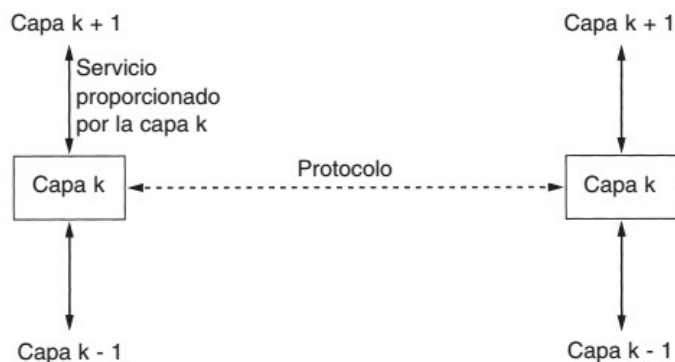 Capa k + 1
Capa k + 1
Servicio
proporcionado
por la capa k
Protocolo
Capa k
Capa k
Capa k - 1
Capa k - 1